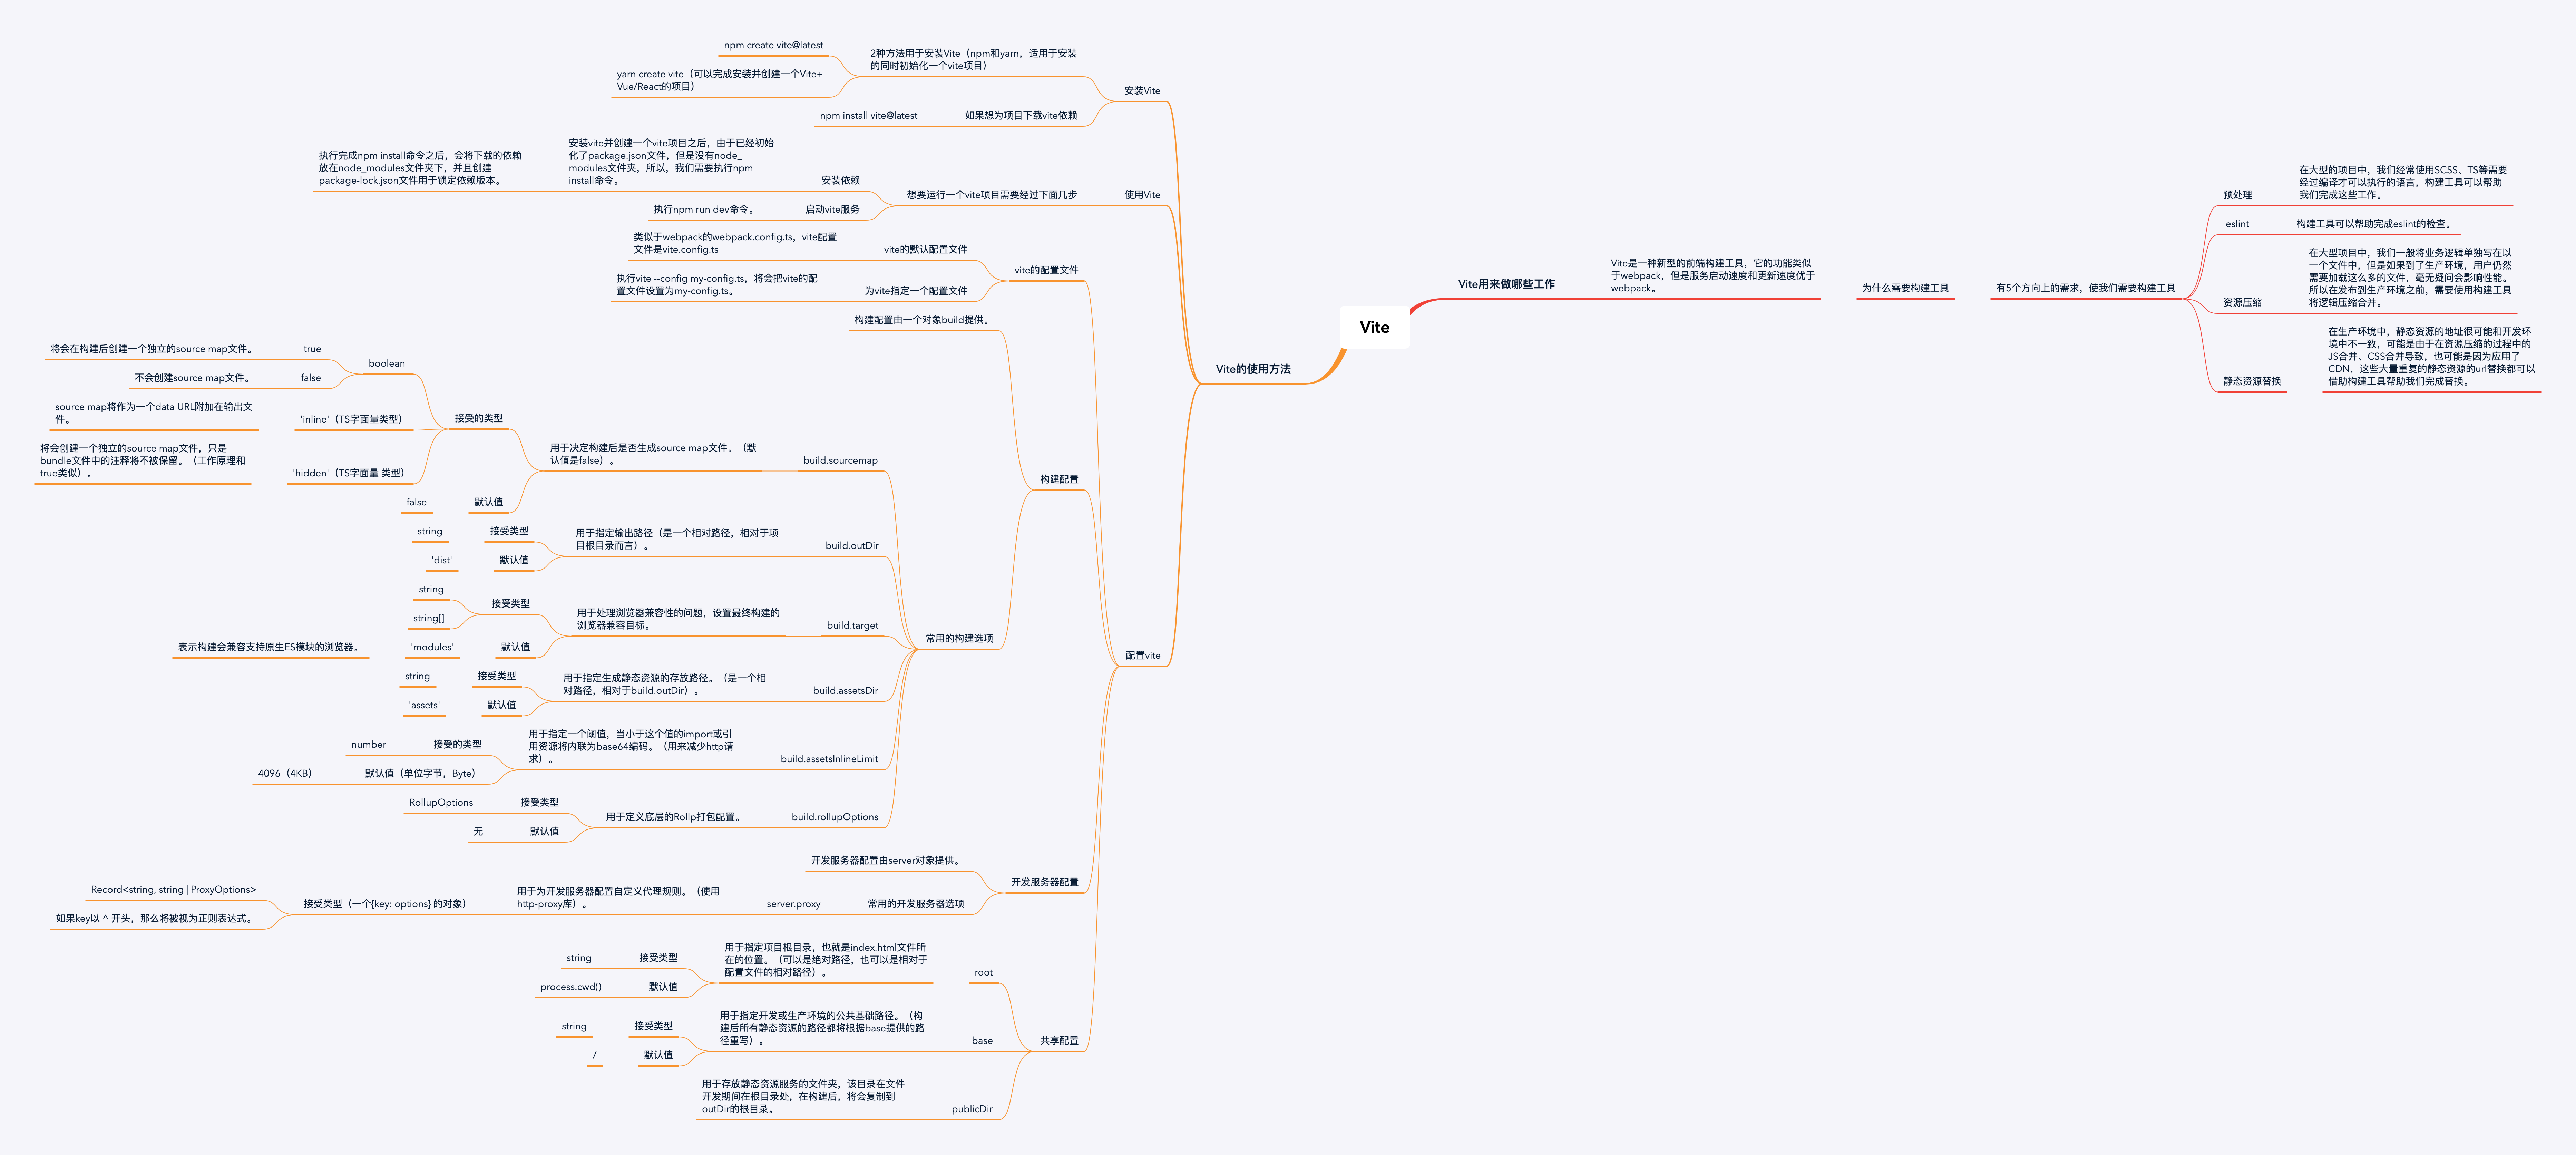 Vite
Vite用来做哪些工作
Vite是一种新型的前端构建工具，它的功能类似
于webpack，但是服务启动速度和更新速度优于
webpack。
为什么需要构建工具
有5个方向上的需求，使我们需要构建工具
预处理
在大型的项目中，我们经常使用SCSS、TS等需要
经过编译才可以执行的语言，构建工具可以帮助
我们完成这些工作。
eslint
构建工具可以帮助完成eslint的检查。
资源压缩
在大型项目中，我们一般将业务逻辑单独写在以
一个文件中，但是如果到了生产环境，用户仍然
需要加载这么多的文件，毫无疑问会影响性能。
所以在发布到生产环境之前，需要使用构建工具
将逻辑压缩合并。
静态资源替换
在生产环境中，静态资源的地址很可能和开发环
境中不一致，可能是由于在资源压缩的过程中的
JS合并、CSS合并导致，也可能是因为应用了
CDN，这些大量重复的静态资源的url替换都可以
借助构建工具帮助我们完成替换。
Vite的使用方法
安装Vite
2种方法用于安装Vite（npm和yarn，适用于安装
的同时初始化一个vite项目）
npm create vite@latest
yarn create vite（可以完成安装并创建一个Vite+
Vue/React的项目）
如果想为项目下载vite依赖
npm install vite@latest
使用Vite
想要运行一个vite项目需要经过下面几步
安装依赖
安装vite并创建一个vite项目之后，由于已经初始
化了package.json文件，但是没有node_
modules文件夹，所以，我们需要执行npm
install命令。
执行完成npm install命令之后，会将下载的依赖
放在node_modules文件夹下，并且创建
package-lock.json文件用于锁定依赖版本。
启动vite服务
执行npm run dev命令。
配置vite
vite的配置文件
vite的默认配置文件
类似于webpack的webpack.config.ts，vite配置
文件是vite.config.ts
为vite指定一个配置文件
执行vite --config my-config.ts，将会把vite的配
置文件设置为my-config.ts。
构建配置
构建配置由一个对象build提供。
常用的构建选项
build.sourcemap
用于决定构建后是否生成source map文件。（默
认值是false）。
接受的类型
boolean
true
将会在构建后创建一个独立的source map文件。
false
不会创建source map文件。
'inline'（TS字面量类型）
source map将作为一个data URL附加在输出文
件。
'hidden'（TS字面量 类型）
将会创建一个独立的source map文件，只是
bundle文件中的注释将不被保留。（工作原理和
true类似）。
默认值
false
build.outDir
用于指定输出路径（是一个相对路径，相对于项
目根目录而言）。
接受类型
string
默认值
'dist'
build.target
用于处理浏览器兼容性的问题，设置最终构建的
浏览器兼容目标。
接受类型
string
string[]
默认值
'modules'
表示构建会兼容支持原生ES模块的浏览器。
build.assetsDir
用于指定生成静态资源的存放路径。（是一个相
对路径，相对于build.outDir）。
接受类型
string
默认值
'assets'
build.assetsInlineLimit
用于指定一个阈值，当小于这个值的import或引
用资源将内联为base64编码。（用来减少http请
求）。
接受的类型
number
默认值（单位字节，Byte）
4096（4KB）
build.rollupOptions
用于定义底层的Rollp打包配置。
接受类型
RollupOptions
默认值
无
开发服务器配置
开发服务器配置由server对象提供。
常用的开发服务器选项
server.proxy
用于为开发服务器配置自定义代理规则。（使用
http-proxy库）。
接受类型（一个{key: options} 的对象）
Record<string, string | ProxyOptions>
如果key以 ^ 开头，那么将被视为正则表达式。
共享配置
root
用于指定项目根目录，也就是index.html文件所
在的位置。（可以是绝对路径，也可以是相对于
配置文件的相对路径）。
接受类型
string
默认值
process.cwd()
base
用于指定开发或生产环境的公共基础路径。（构
建后所有静态资源的路径都将根据base提供的路
径重写）。
接受类型
string
默认值
/
publicDir
用于存放静态资源服务的文件夹，该目录在文件
开发期间在根目录处，在构建后，将会复制到
outDir的根目录。